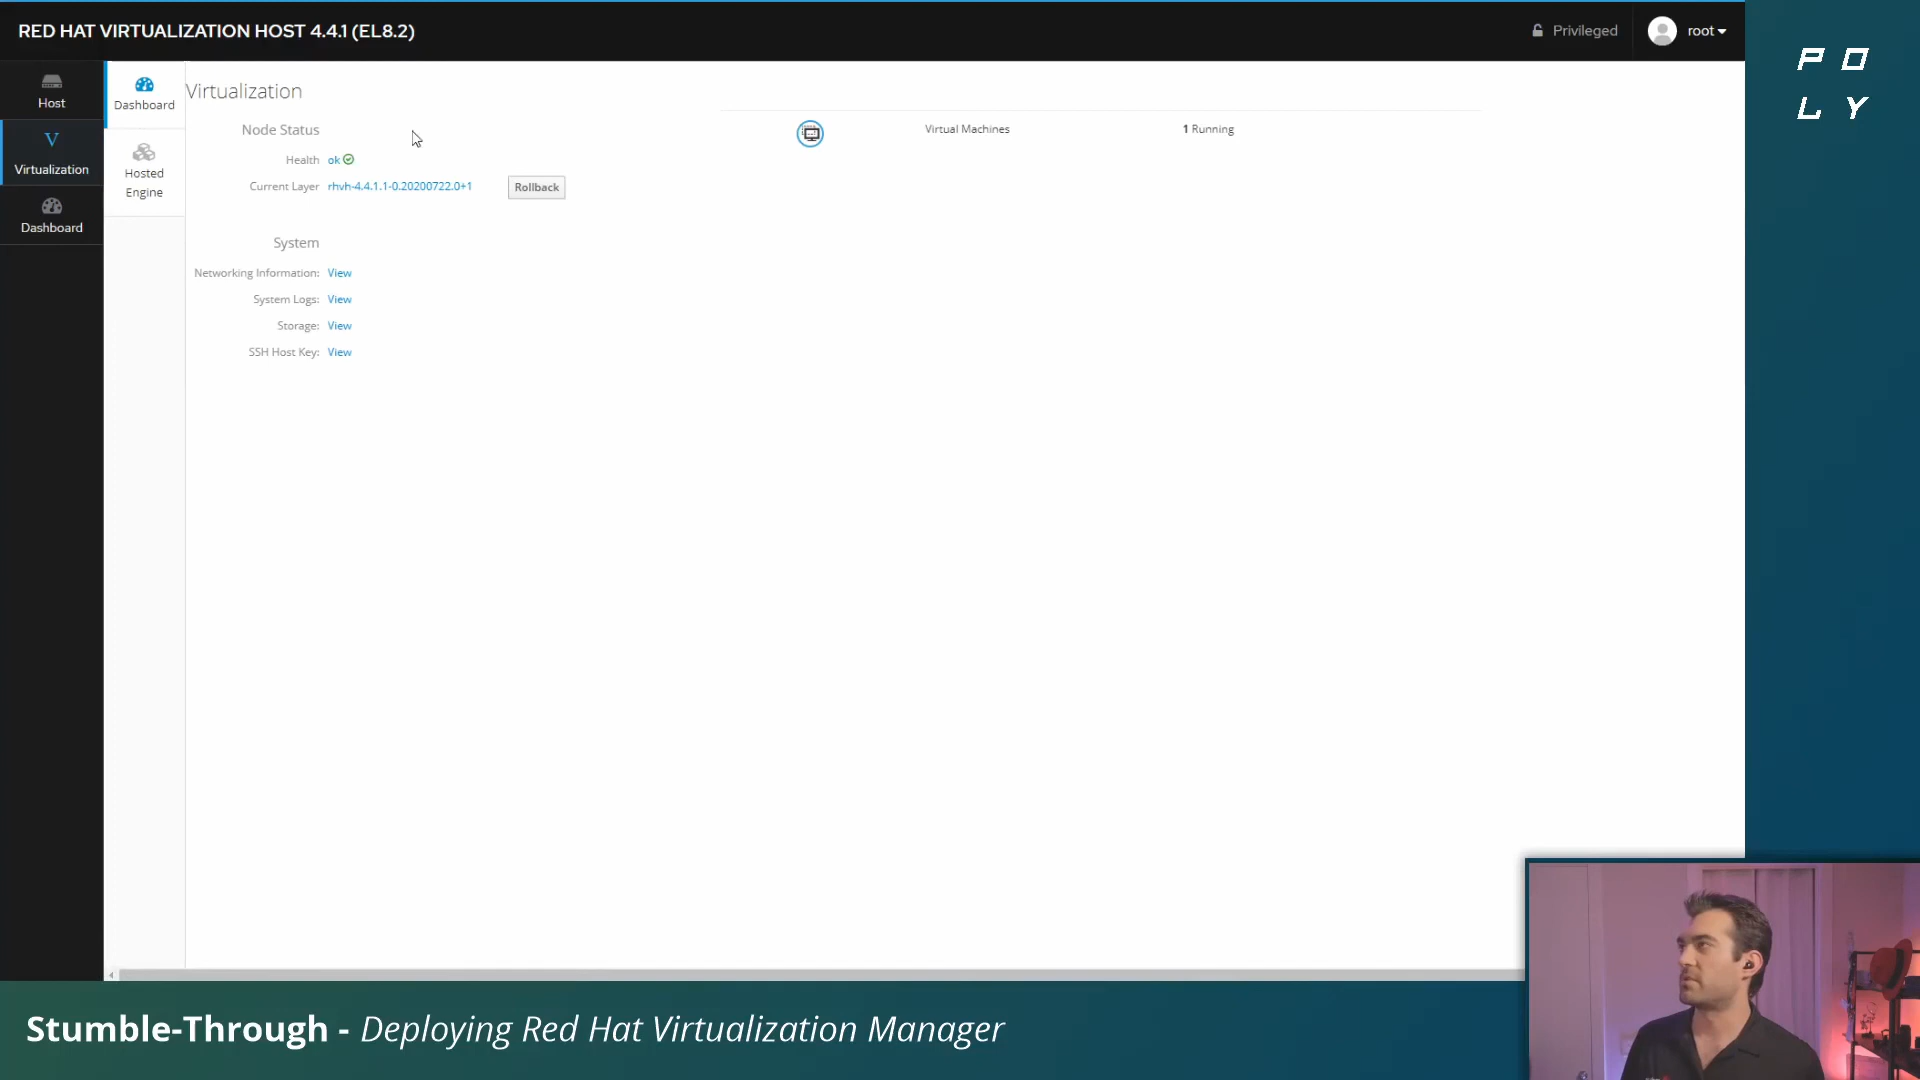 RED HAT VIRTUALIZATION HOST 4.4.1 (EL8.2)
Privileged
root
P O
L Y
Host
Virtualization
Dashboard
Dashboard
Hosted
Engine
Virtualization
Node Status
Health ok
Current Layer rhvh-4.4.1.1-0.20200722.0+1 Rollback
Virtual Machines 1 Running
System
Networking Information: View
System Logs: View
Storage: View
SSH Host Key: View
Stumble-Through - Deploying Red Hat Virtualization Manager